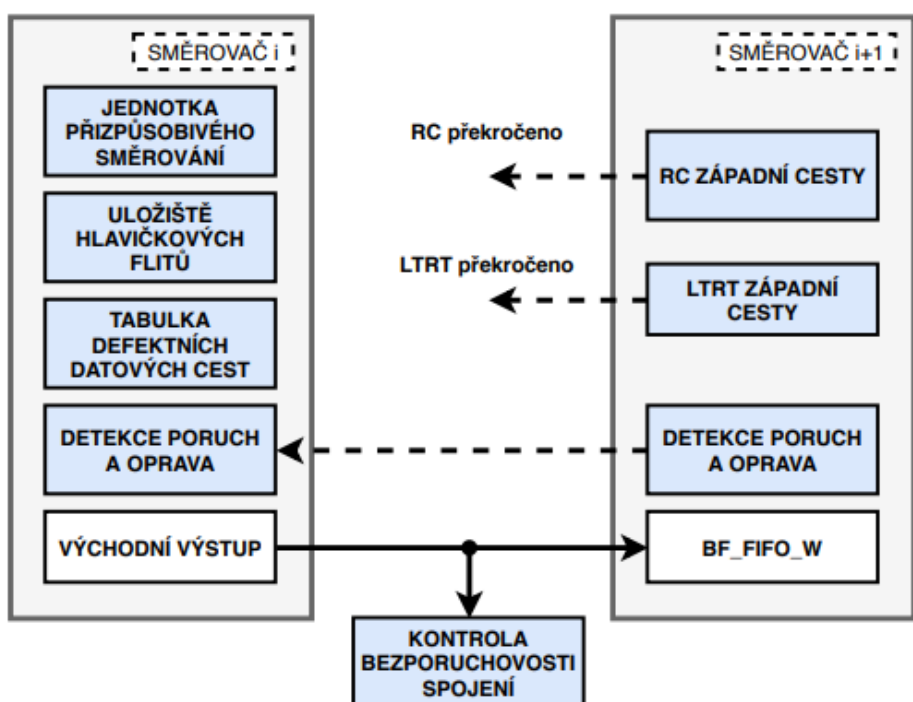 SMĚROVAČ i
JEDNOTKA
PŘIZPŮSOBIVÉHO
SMĚROVÁNÍ
ULOŽIŠTĚ
HLAVIČKOVÝCH
FLITŮ
TABULKA
DEFEKTNÍCH
DATOVÝCH CEST
DETEKCE PORUCH
A OPRAVA
VÝCHODNÍ VÝSTUP
RC překročeno
LTRT překročeno
SMĚROVAČ i+1
RC ZÁPADNÍ CESTY
LTRT ZÁPADNÍ
CESTY
DETEKCE PORUCH
A OPRAVA
BF_FIFO_W
KONTROLA
BEZPORUCHOVOSTI
SPOJENÍ